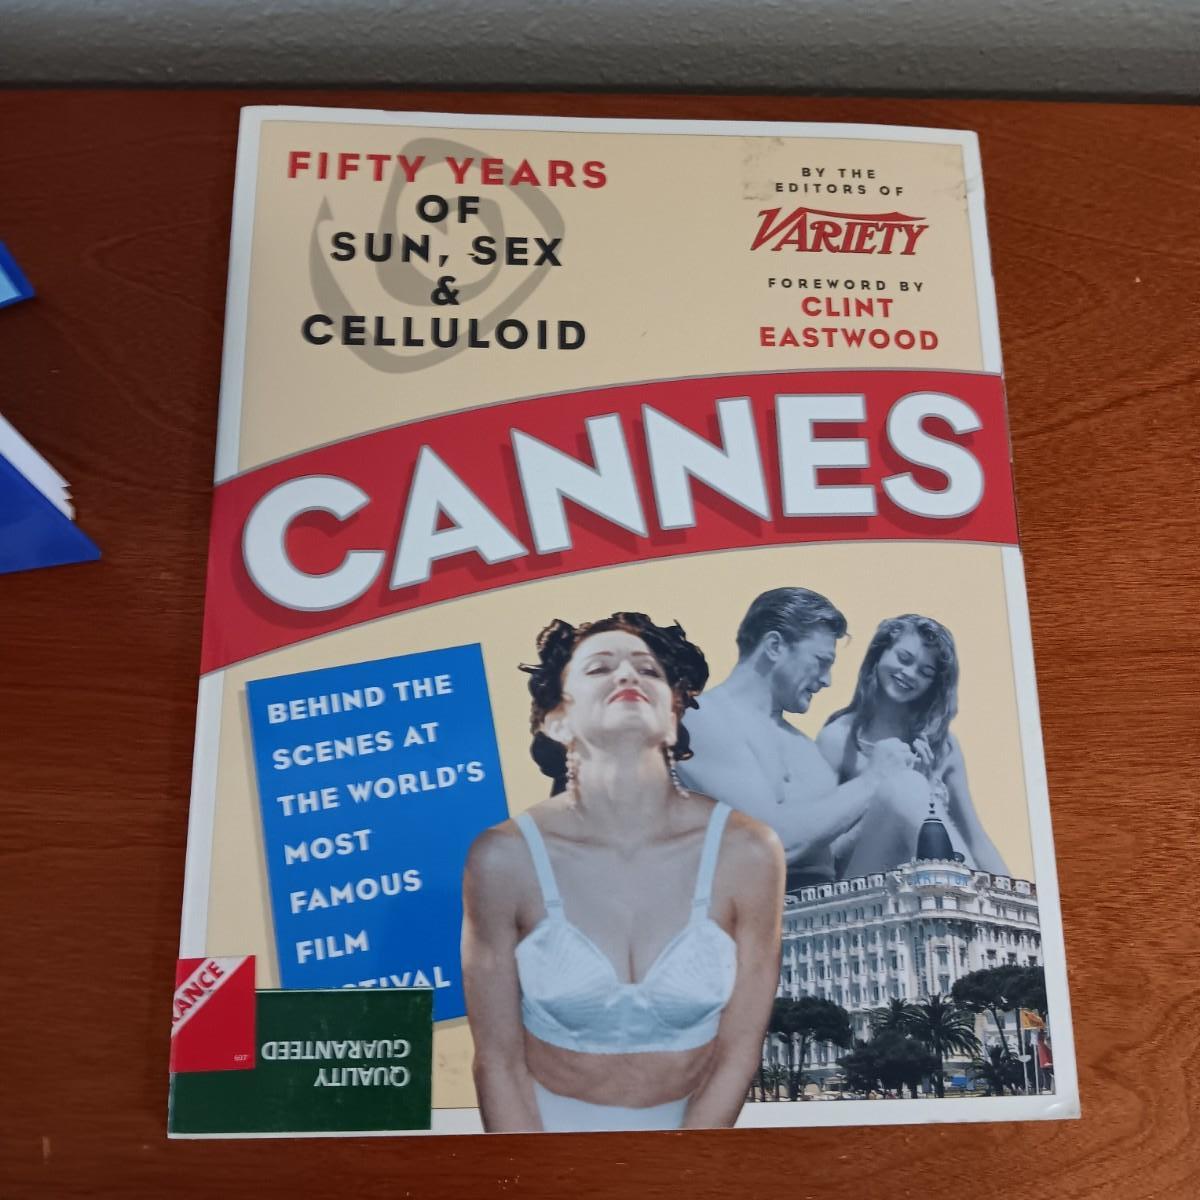 FIFTY YEARS
OF
SUN, SEX
&
CELLULOID
BY THE
EDITORS OF
VARIETY
FOREWORD BY
CLINT
EASTWOOD
CANNES
BEHIND THE
SCENES AT
THE WORLD'S
MOST
FAMOUS
FILM
CARLTON
QUALITY
GUARANTEED